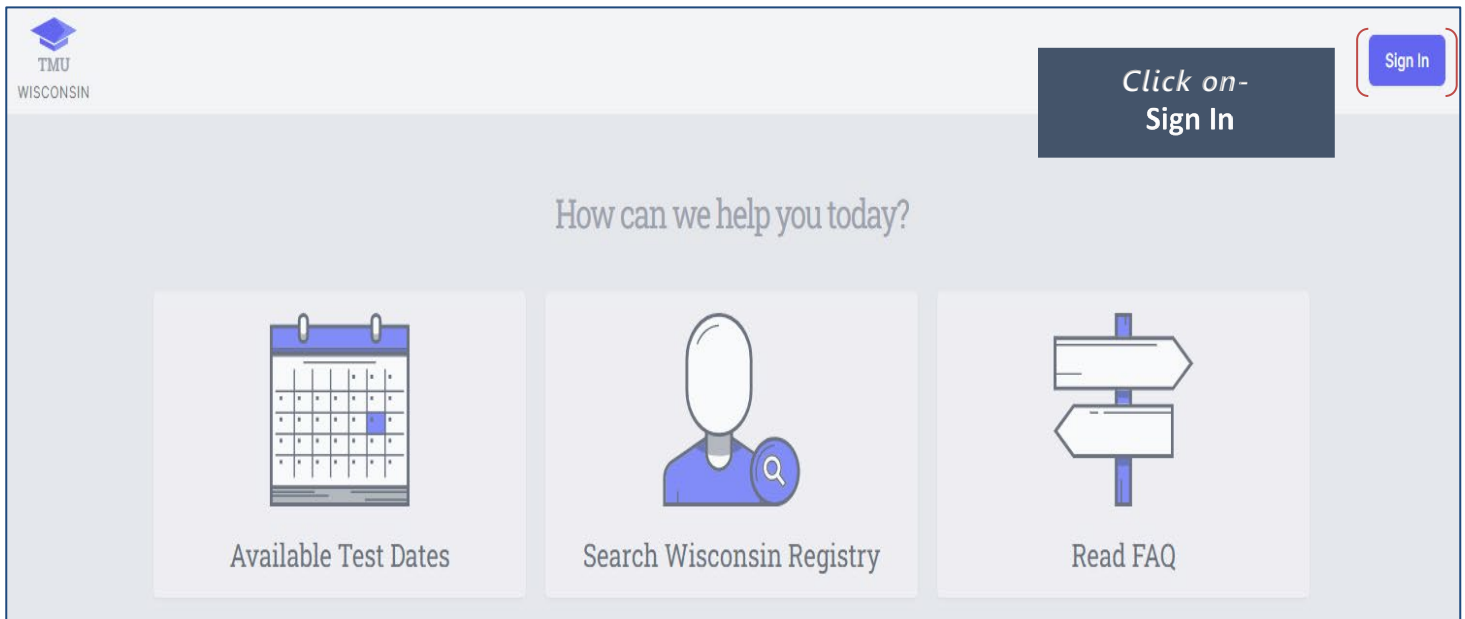 TMU
WISCONSIN
Click on-
Sign In
Sign In
How can we help you today?
Available Test Dates
Search Wisconsin Registry
Read FAQ